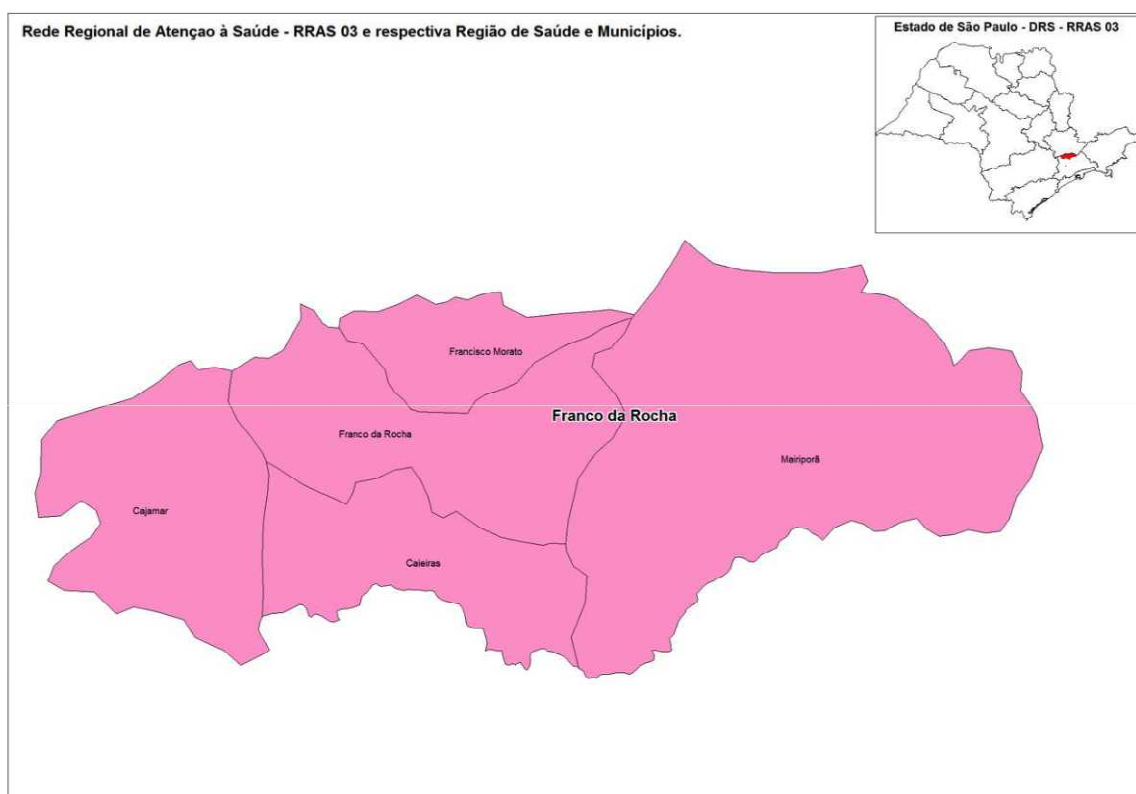 Rede Regional de Atençao à Saúde - RRAS 03 e respectiva Região de Saúde e Municípios.
Estado de São Paulo - DRS - RRAS 03
Francisco Morato
Franco da Rocha
Franco da Rocha
Mairiporã
Cajamar
Caieiras